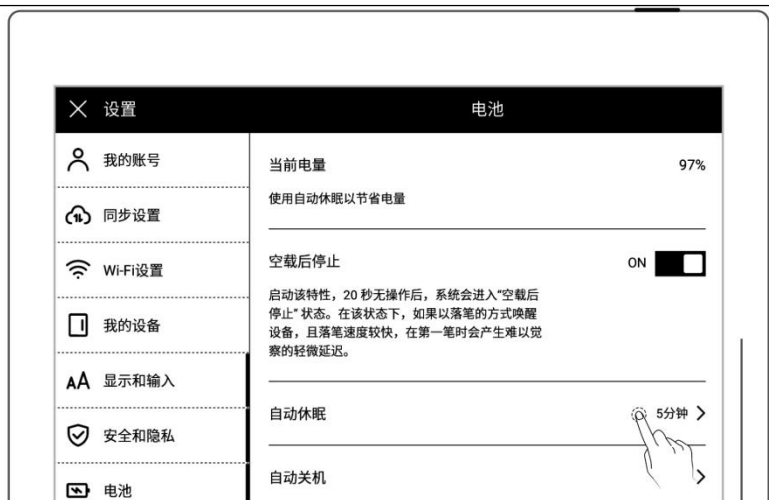 设置
电池
我的账号
同步设置
Wi-Fi设置
我的设备
AA 显示和输入
安全和隐私
电池
当前电量 97%
使用自动休眠以节省电量
空载后停止 ON
启动该特性，20 秒无操作后，系统会进入“空载后
停止” 状态。在该状态下，如果以落笔的方式唤醒
设备，且落笔速度较快，在第一笔时会产生难以觉
察的轻微延迟。
自动休眠 5分钟
自动关机